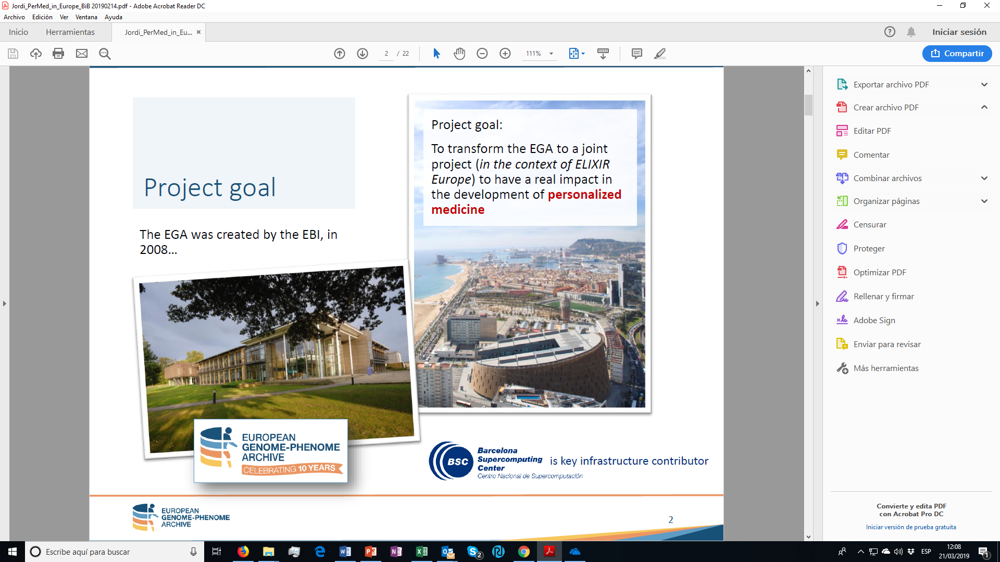 Jordi_PerMed_in_Europe_BiB 20190214.pdf - Adobe Acrobat Reader DC
Archivo Edición Ver Ventana Ayuda
Inicio Herramientas Jordi_PerMed_in_Eu... × Iniciar sesión
2 / 22 111% Compartir
Project goal
The EGA was created by the EBI, in
2008...
Project goal:
To transform the EGA to a joint
project (in the context of ELIXIR
Europe) to have a real impact in
the development of personalized
medicine
EUROPEAN
GENOME-PHENOME
ARCHIVE
CELEBRATING 10 YEARS
BSC
Barcelona
Supercomputing
Center
Centro Nacional de Supercomputación
is key infrastructure contributor
EUROPEAN
GENOME-PHENOME
ARCHIVE
2
Exportar archivo PDF
Crear archivo PDF
Editar PDF
Comentar
Combinar archivos
Organizar páginas
Censurar
Proteger
Optimizar PDF
Rellenar y firmar
Adobe Sign
Enviar para revisar
Más herramientas
Convierte y edita PDF
con Acrobat Pro DC
Iniciar versión de prueba gratuita
Escribe aquí para buscar
2
ESP
12:08
21/03/2019
1